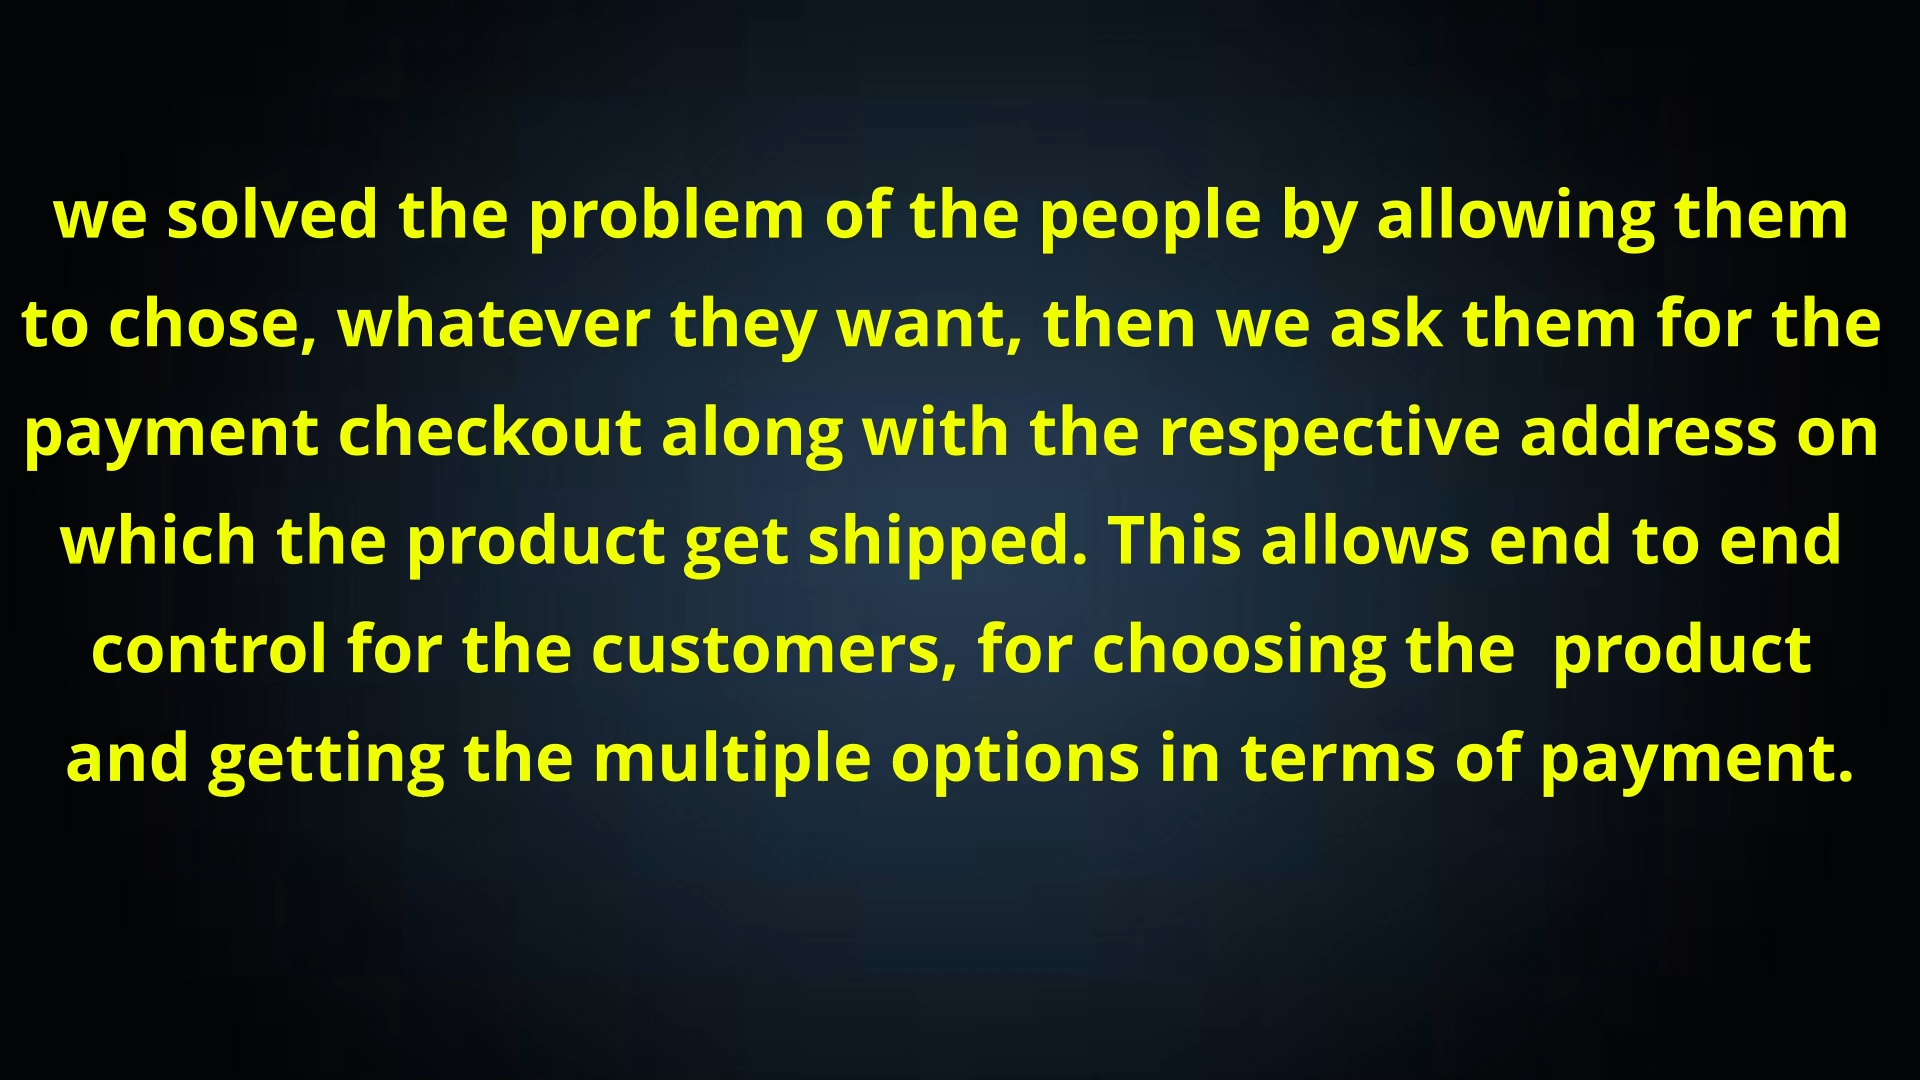 we solved the problem of the people by allowing them
to chose, whatever they want, then we ask them for the
payment checkout along with the respective address on
which the product get shipped. This allows end to end
control for the customers, for choosing the  product
and getting the multiple options in terms of payment.